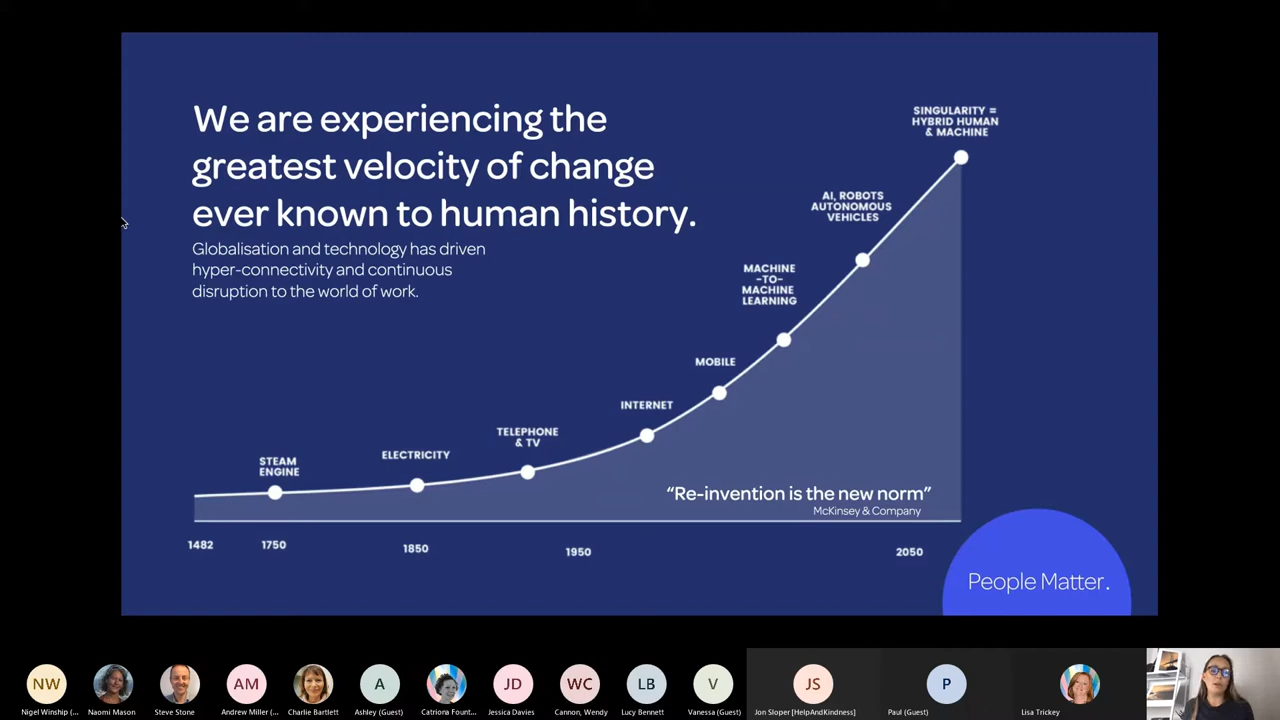 We are experiencing the
greatest velocity of change
ever known to human history.
Globalisation and technology has driven
hyper-connectivity and continuous
disruption to the world of work.
SINGULARITY =
HYBRID HUMAN
& MACHINE
AI, ROBOTS
AUTONOMOUS
VEHICLES
MACHINE
-TO-
MACHINE
LEARNING
MOBILE
INTERNET
TELEPHONE
& TV
ELECTRICITY
STEAM
ENGINE
“Re-invention is the new norm”
McKinsey & Company
1482
1750
1850
1950
2050
People Matter.
NW
AM
A
JD
WC
LB
V
JS
P
Nigel Winship (...
Naomi Mason
Steve Stone
Andrew Miller (...
Charlie Bartlett
Ashley (Guest)
Catriona Fount...
Jessica Davies
Cannon, Wendy
Lucy Bennett
Vanessa (Guest)
Jon Sloper [HelpAndKindness]
Paul (Guest)
Lisa Trickey